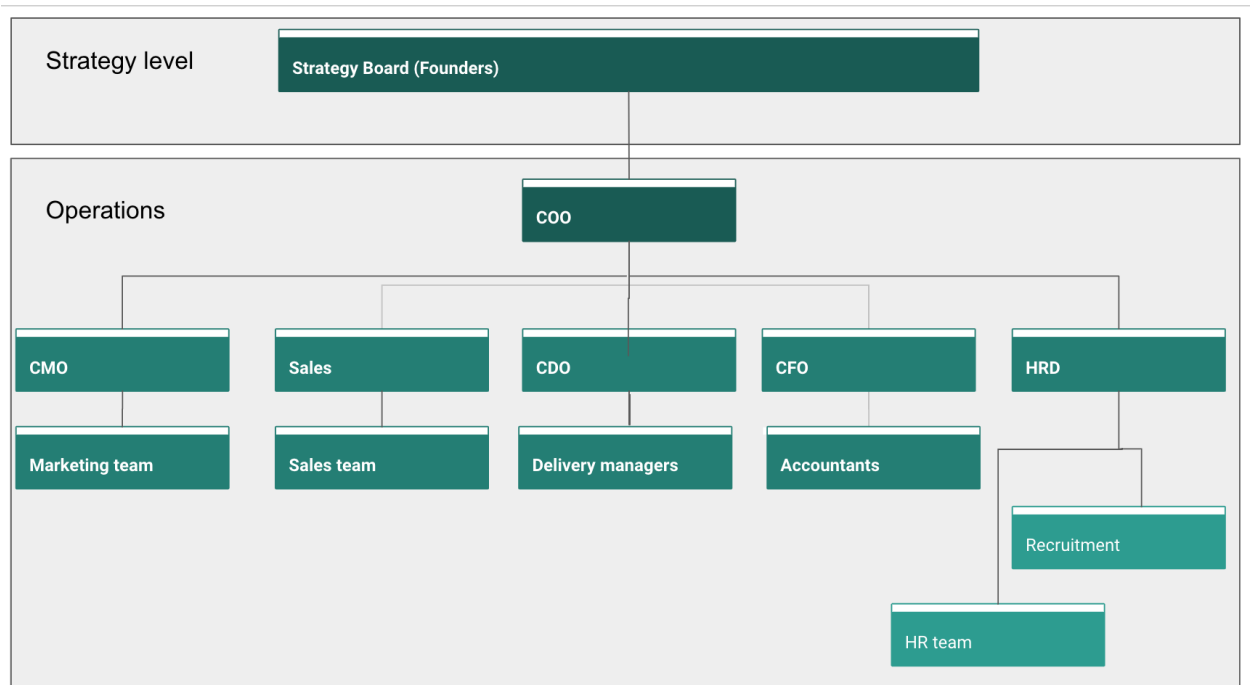 Strategy level
Strategy Board (Founders)
Operations
COO
CMO
Sales
CDO
CFO
HRD
Marketing team
Sales team
Delivery managers
Accountants
Recruitment
HR team